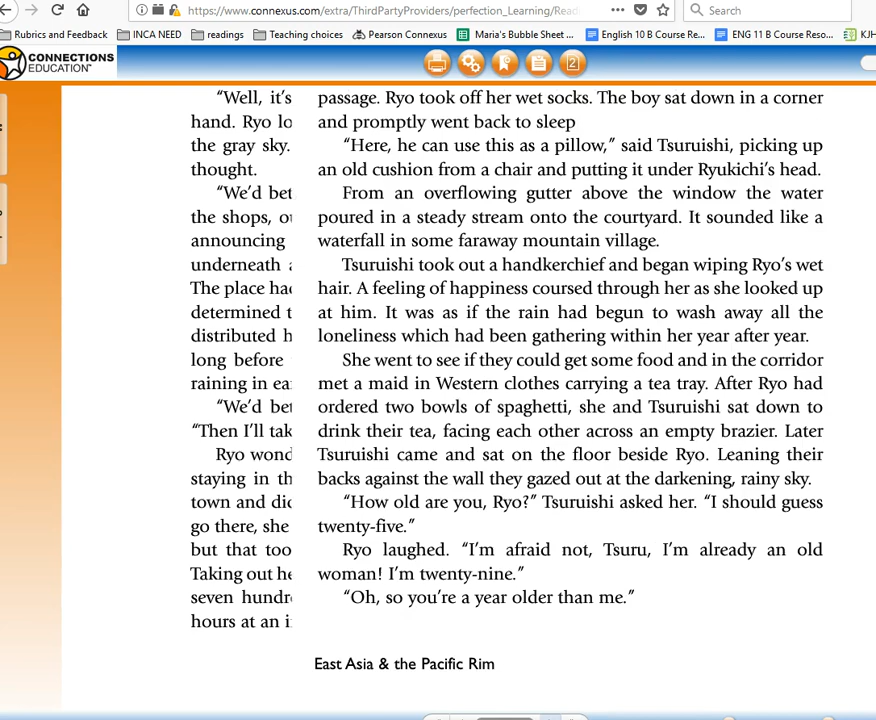 https://www.connexus.com/extra/ThirdPartyProviders/perfection_Learning/Read
Search
Rubrics and Feedback
INCA NEED
readings
Teaching choices
Pearson Connexus
Maria's Bubble Sheet ...
English 10 B Course Re...
ENG 11 B Course Reso...
KJH
CONNECTIONS
EDUCATION™
2
“Well, it’s
hand. Ryo lo
the gray sky.
thought.
“We’d bet
the shops, ou
announcing
underneath a
The place had
determined t
distributed h
long before
raining in ea
“We’d bet
“Then I’ll tak
Ryo wond
staying in th
town and did
go there, she
but that too
Taking out he
seven hundre
hours at an i
passage. Ryo took off her wet socks. The boy sat down in a corner
and promptly went back to sleep
“Here, he can use this as a pillow,” said Tsuruishi, picking up
an old cushion from a chair and putting it under Ryukichi’s head.
From an overflowing gutter above the window the water
poured in a steady stream onto the courtyard. It sounded like a
waterfall in some faraway mountain village.
Tsuruishi took out a handkerchief and began wiping Ryo’s wet
hair. A feeling of happiness coursed through her as she looked up
at him. It was as if the rain had begun to wash away all the
loneliness which had been gathering within her year after year.
She went to see if they could get some food and in the corridor
met a maid in Western clothes carrying a tea tray. After Ryo had
ordered two bowls of spaghetti, she and Tsuruishi sat down to
drink their tea, facing each other across an empty brazier. Later
Tsuruishi came and sat on the floor beside Ryo. Leaning their
backs against the wall they gazed out at the darkening, rainy sky.
“How old are you, Ryo?” Tsuruishi asked her. “I should guess
twenty-five.”
Ryo laughed. “I’m afraid not, Tsuru, I’m already an old
woman! I’m twenty-nine.”
“Oh, so you’re a year older than me.”
East Asia & the Pacific Rim